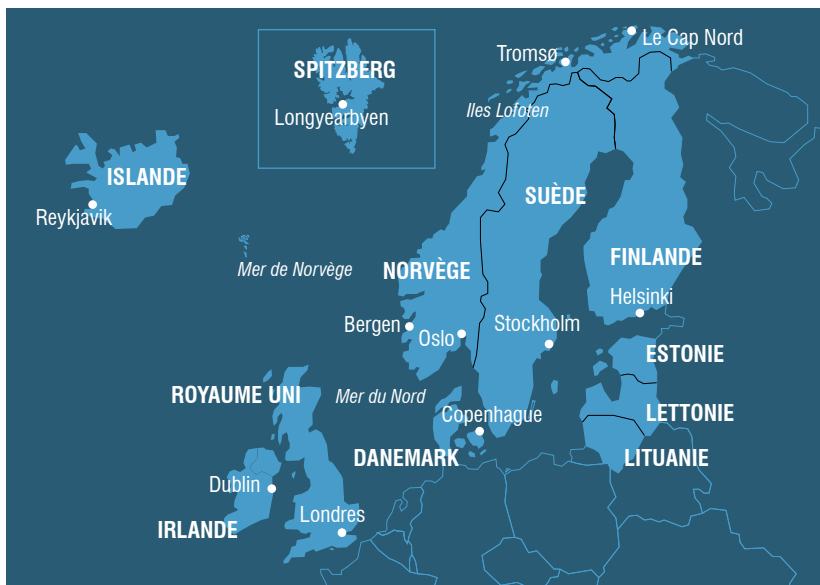 Le Cap Nord
Tromsø
SPITZBERG
Iles Lofoten
Longyearbyen
ISLANDE
SUÈDE
Reykjavik
FINLANDE
Mer de Norvège
NORVÈGE
Helsinki
Bergen
Oslo
Stockholm
ESTONIE
ROYAUME UNI
Mer du Nord
Copenhague
LETTONIE
DANEMARK
LITUANIE
Dublin
Londres
IRLANDE